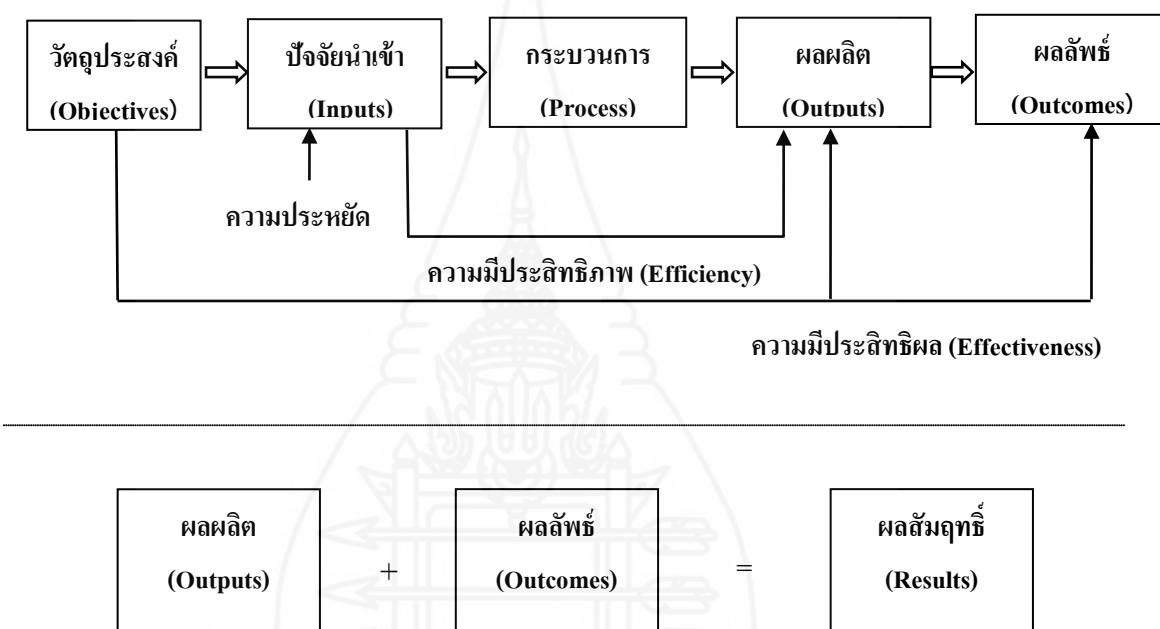 วัตถุประสงค์
(Objectives)
ปัจจัยนำเข้า
(Inputs)
กระบวนการ
(Process)
ผลผลิต
(Outputs)
ผลลัพธ์
(Outcomes)
ความประหยัด
ความมีประสิทธิภาพ (Efficiency)
ความมีประสิทธิผล (Effectiveness)
ผลผลิต
(Outputs)
+
ผลลัพธ์
(Outcomes)
=
ผลสัมฤทธิ์
(Results)